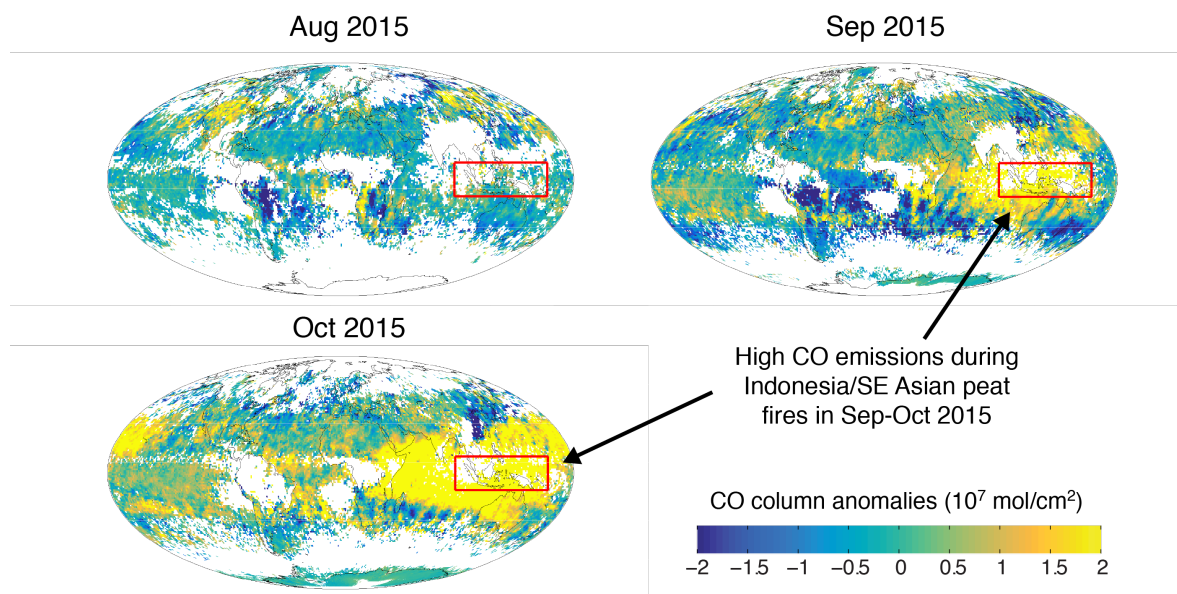 Aug 2015
Sep 2015
Oct 2015
High CO emissions during
Indonesia/SE Asian peat
fires in Sep-Oct 2015
CO column anomalies (10⁷ mol/cm²)
−2 −1.5 −1 −0.5 0 0.5 1 1.5 2